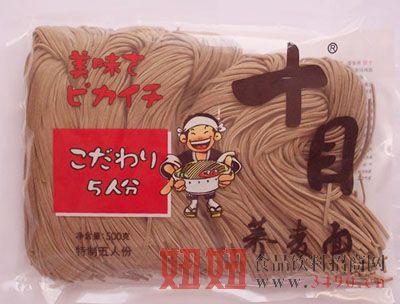 美味で
ピカイチ
こだわり
5人分
净含量:500克
特制五人份
十目
®
荞麦面
妞妞
食品饮料招商网
www.3490.cn